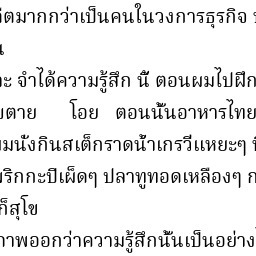 มากกว่าเป็นคนในวงการธุรกิจ
จำได้ความรู้สึก นี้ ตอนผมไปฝึก
ตาย โอย ตอนนั้นอาหารไทย
นั่งกินสเต็กราดน้ำเกรวีแหยะๆ
พริกกะปิเผ็ดๆ ปลาทูทอดเหลืองๆ
ก็สุโข
ภาพออกว่าความรู้สึกนั้นเป็นอย่าง